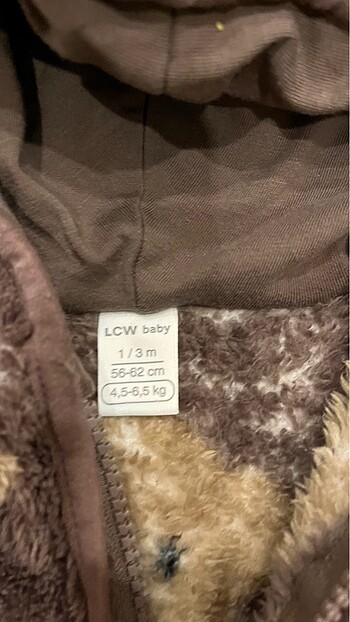 LCW baby
1 / 3 m
56-62 cm
4,5-6,5 kg